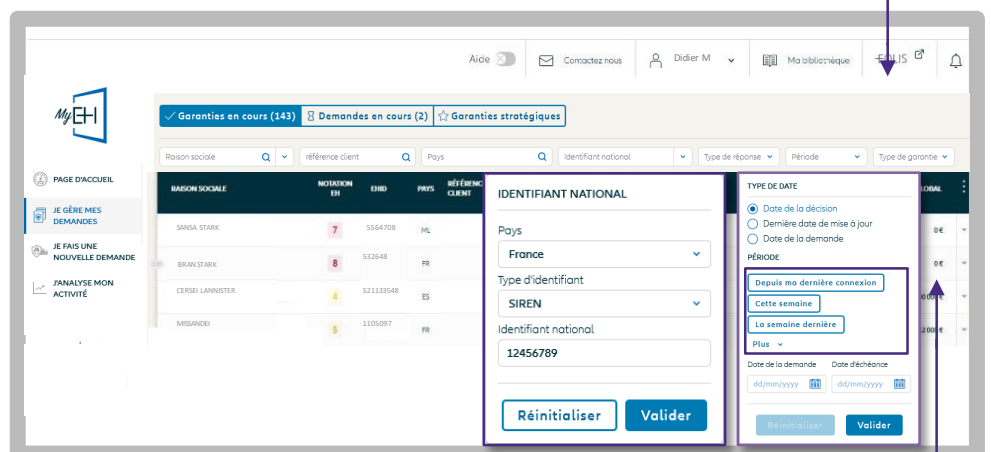 Aide
Contactez nous
Didier M
Ma bibliothèque
EOLIS
MyEH
Garanties en cours (143)
Demandes en cours (2)
Garanties stratégiques
Raison sociale
référence client
Pays
Identifiant national
Type de réponse
Période
Type de garantie
PAGE D'ACCUEIL
JE GÈRE MES
DEMANDES
JE FAIS UNE
NOUVELLE DEMANDE
J'ANALYSE MON
ACTIVITÉ
RAISON SOCIALE
NOTATION
EH
EHID
PAYS
RÉFÉRENC
CLIENT
OBAL
SANSA STARK
7
5564708
ML
0 €
BRAN STARK
8
532648
FR
0 €
CERSEI LANNISTER
4
521133548
ES
MISSANDEI
5
1105097
FR
IDENTIFIANT NATIONAL
Pays
France
Type d'identifiant
SIREN
Identifiant national
12456789
Réinitialiser
Valider
TYPE DE DATE
Date de la décision
Dernière date de mise à jour
Date de la demande
PÉRIODE
Depuis ma dernière connexion
Cette semaine
La semaine dernière
Plus
Date de la demande
Date d'échéance
dd/mm/yyyy
dd/mm/yyyy
Réinitialiser
Valider